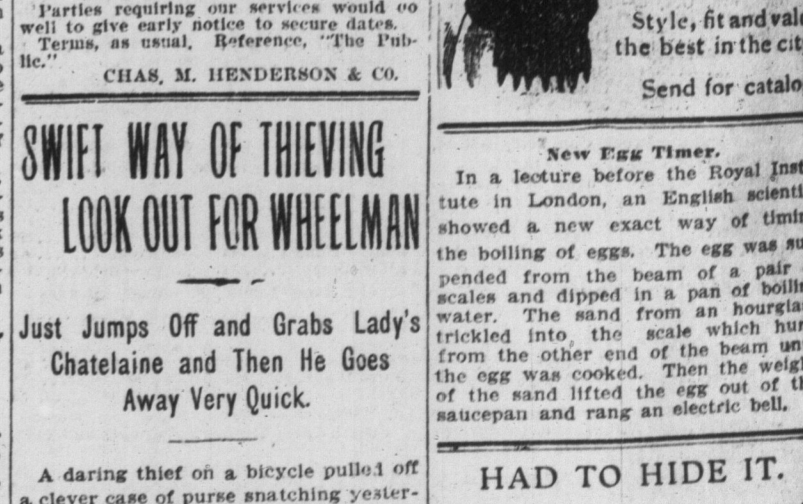 Parties requiring our services would do
well to give early notice to secure dates.
Terms, as usual. Reference, "The Pub-
lic."
CHAS. M. HENDERSON & CO.
SWIFT WAY OF THIEVING
LOOK OUT FOR WHEELMAN
Just Jumps Off and Grabs Lady's
Chatelaine and Then He Goes
Away Very Quick.
A daring thief on a bicycle pulled off
a clever case of purse snatching yester-
Style, fit and val
the best in the cit
Send for catalo
New Egg Timer.
In a lecture before the Royal Inst
tute in London, an English scienti
showed a new exact way of timi
the boiling of eggs. The egg was su
pended from the beam of a pair
scales and dipped in a pan of boili
water. The sand from an hourgla
trickled into the scale which hun
from the other end of the beam un
the egg was cooked. Then the weig
of the sand lifted the egg out of t
saucepan and rang an electric bell.
HAD TO HIDE IT.